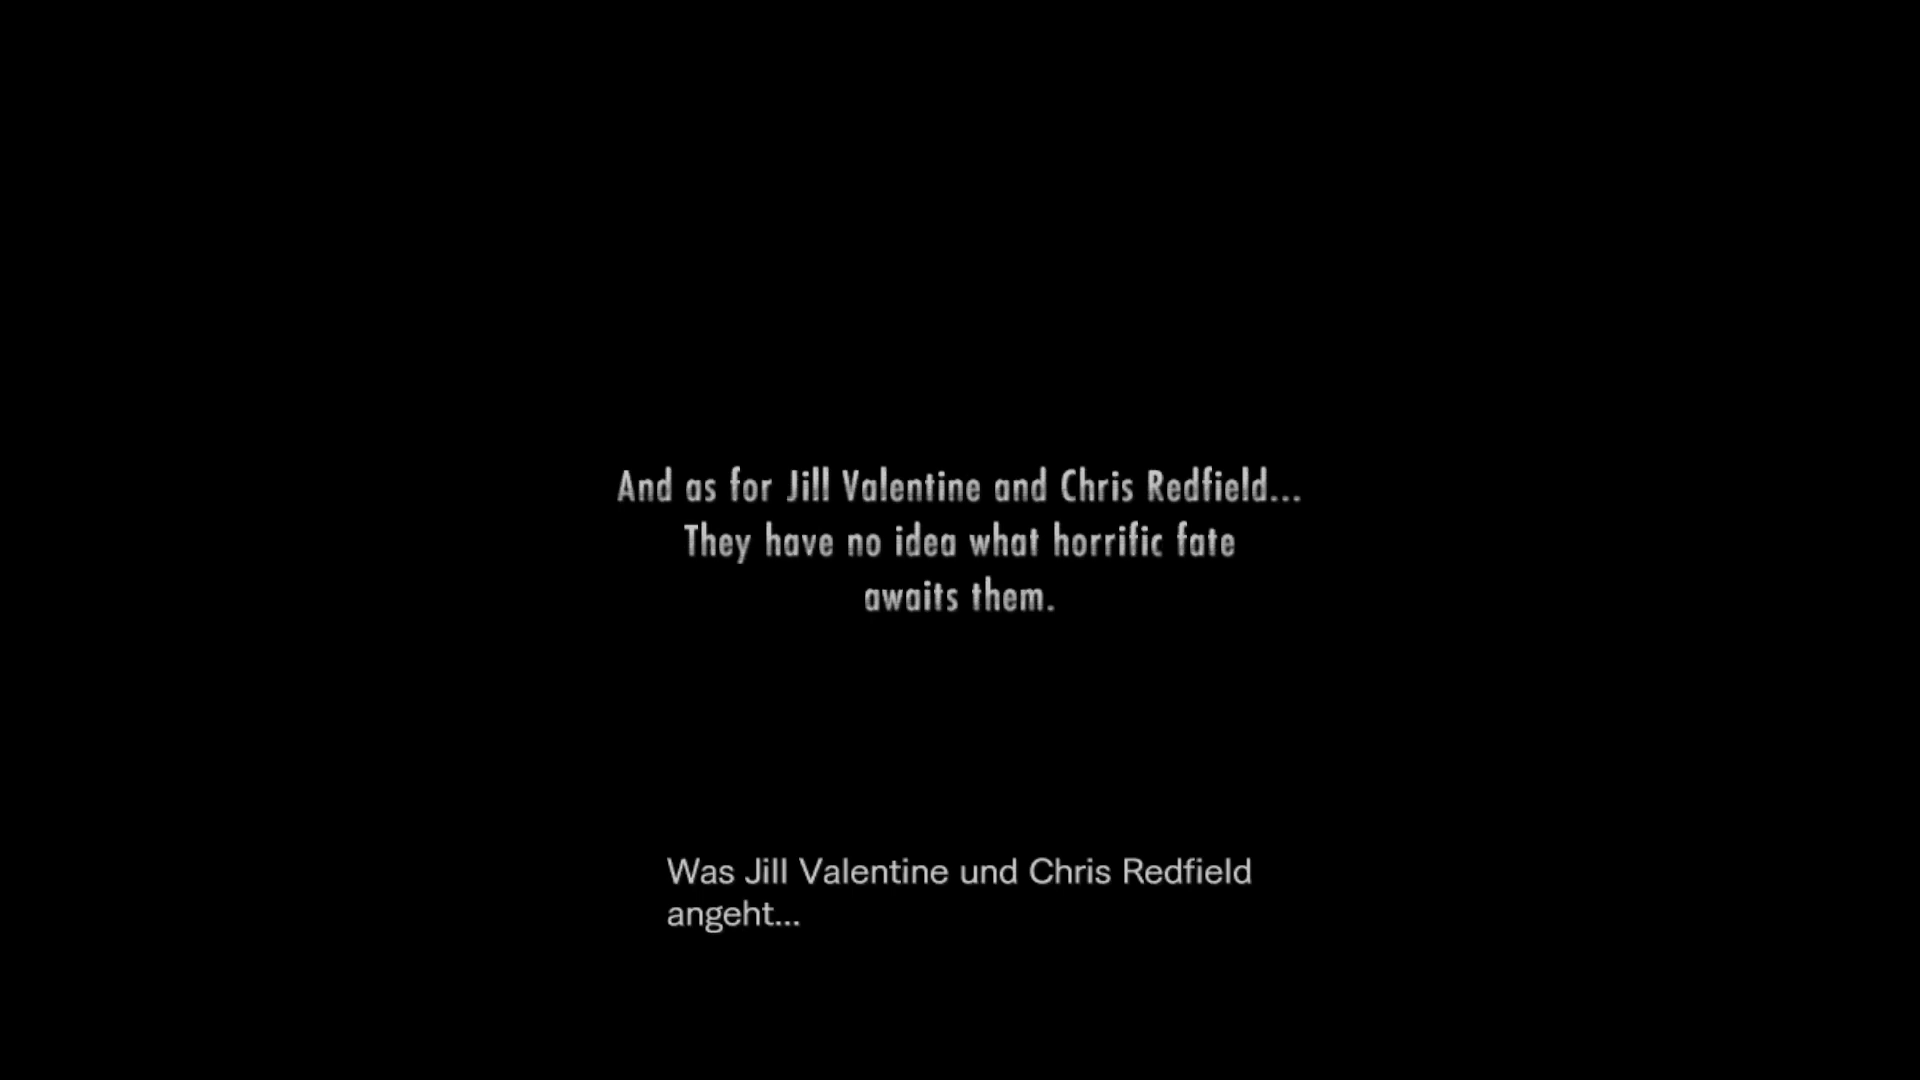 And as for Jill Valentine and Chris Redfield...
They have no idea what horrific fate
awaits them.
Was Jill Valentine und Chris Redfield
angeht...